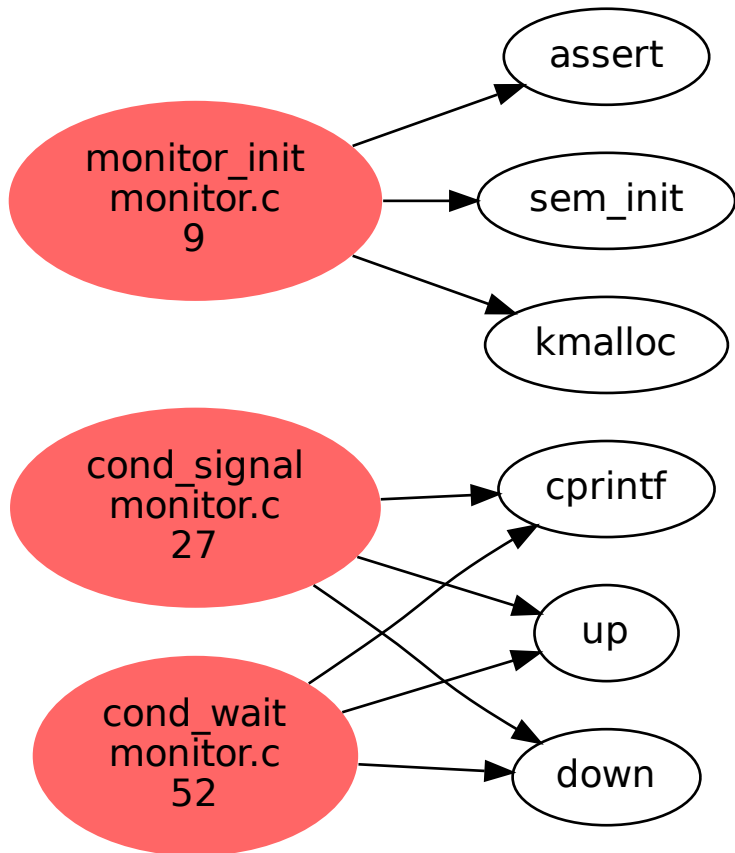 assert
monitor_init
monitor.c
9
sem_init
kmalloc
cond_signal
monitor.c
27
cprintf
up
cond_wait
monitor.c
52
down